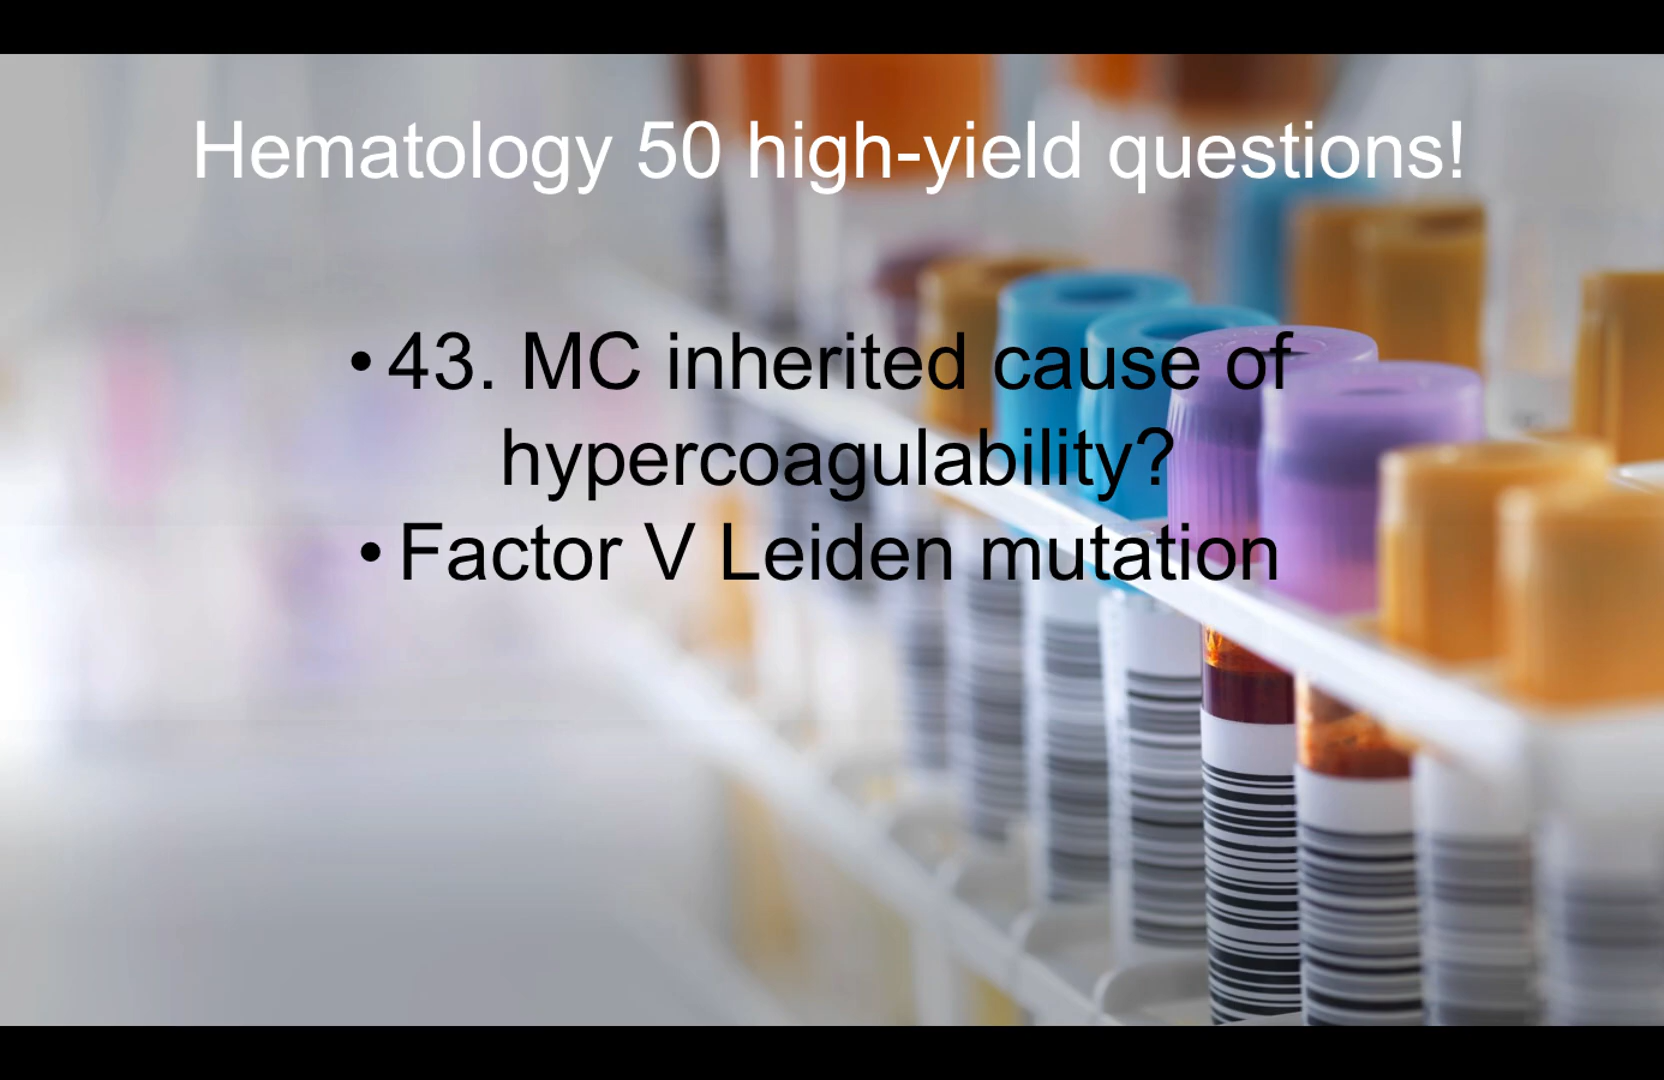 Hematology 50 high-yield questions!
• 43. MC inherited cause of
hypercoagulability?
• Factor V Leiden mutation